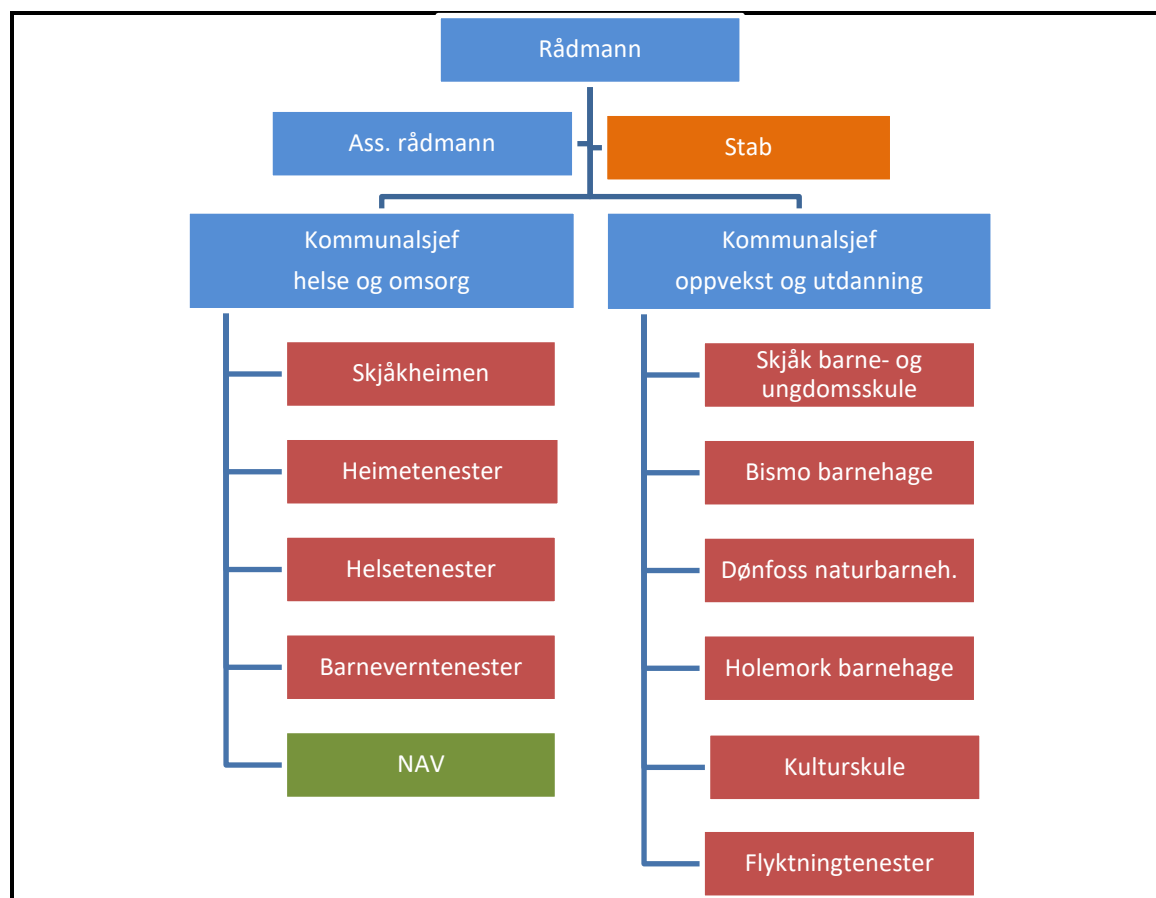 Rådmann
Ass. rådmann
Stab
Kommunalsjef
helse og omsorg
Kommunalsjef
oppvekst og utdanning
Skjåkheimen
Heimetenester
Helsetenester
Barneverntenester
NAV
Skjåk barne- og
ungdomsskule
Bismo barnehage
Dønfoss naturbarneh.
Holemork barnehage
Kulturskule
Flyktningtenester